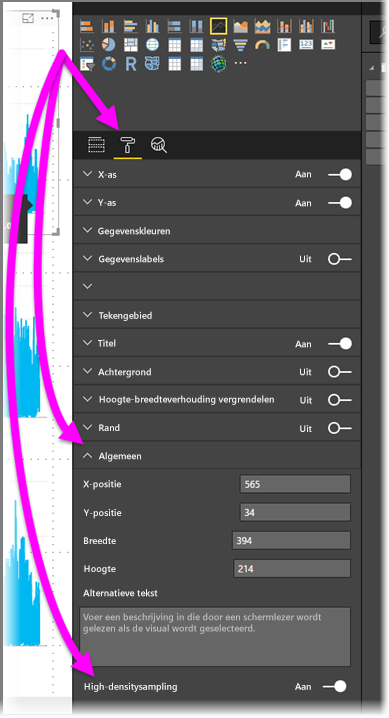 X-as Aan
Y-as Aan
Gegevenskleuren
Gegevenslabels Uit
Tekengebied
Titel Aan
Achtergrond Uit
Hoogte-breedteverhouding vergrendelen Uit
Rand Uit
Algemeen
X-positie 565
Y-positie 34
Breedte 394
Hoogte 214
Alternatieve tekst
Voer een beschrijving in die door een schermlezer wordt
gelezen als de visual wordt geselecteerd.
High-densitysampling Aan